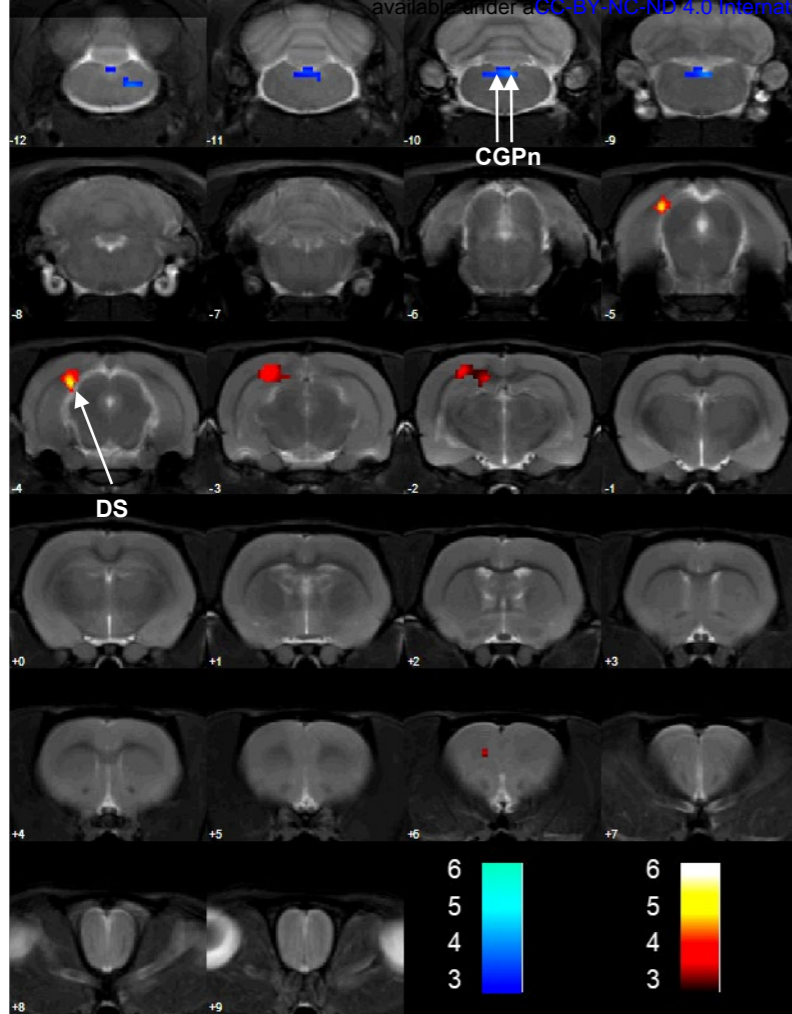 available under aCC-BY-NC-ND 4.0 Internat
-12 -11 -10 -9
CGPn
-8 -7 -6 -5
-4 -3 -2 -1
DS
+0 +1 +2 +3
+4 +5 +6 +7
6 6
5 5
4 4
3 3
+8 +9